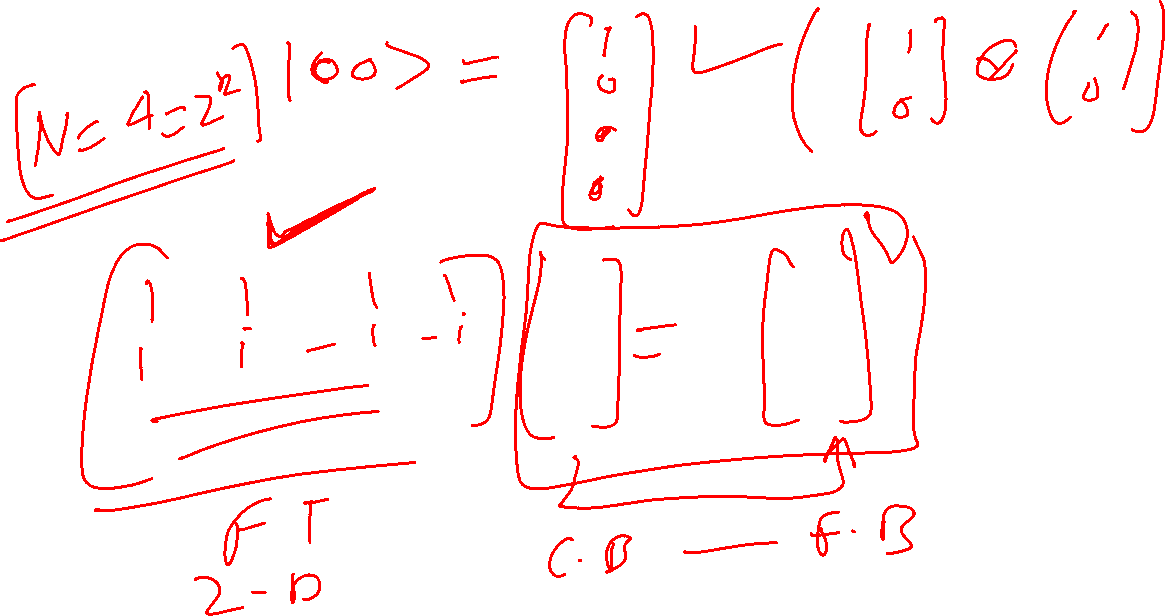 [N = 4 = 2^2] |00> = [1 0 0 0] ✓ ( [1 0] ⊗ (1 0) )
✓
[1 1 1 1] [ ] = [ ]
1 i -1 -i
FT
2-D
C.B — F.B